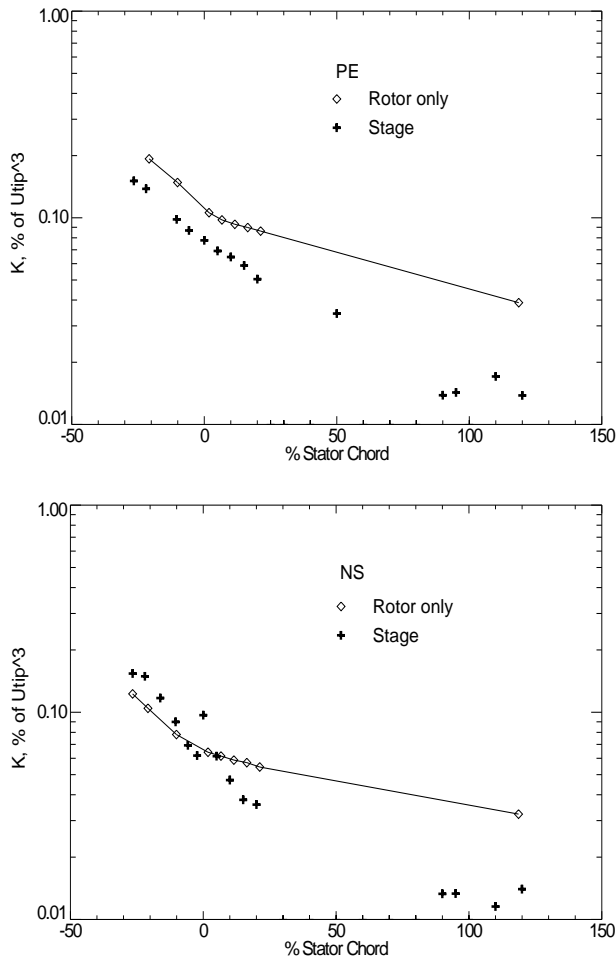 1.00
PE
Rotor only
Stage
K, % of Utip^3
0.10
0.01
-50
0
50
100
150
% Stator Chord
1.00
NS
Rotor only
Stage
K, % of Utip^3
0.10
0.01
-50
0
50
100
150
% Stator Chord